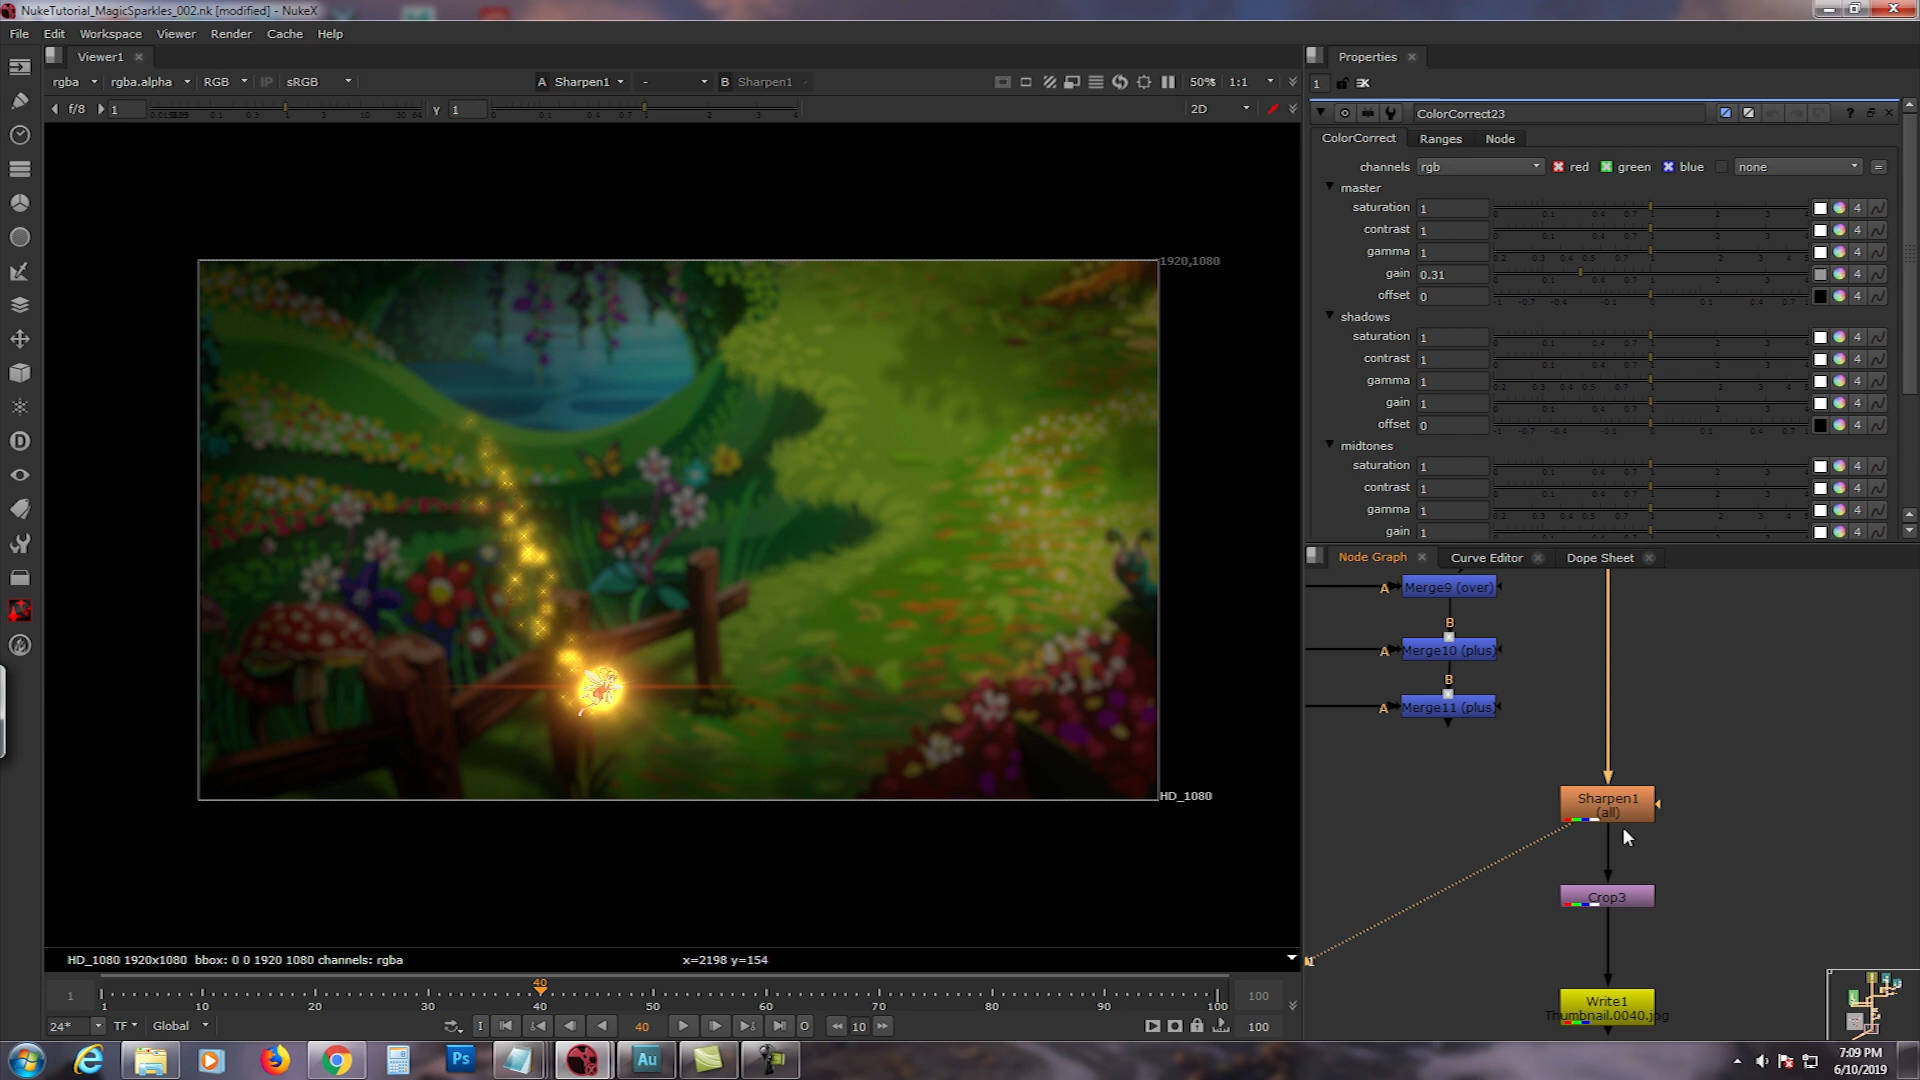 NukeTutorial_MagicSparkles_002.nk [modified] - NukeX
File Edit Workspace Viewer Render Cache Help
Viewer1
Properties
rgba rgba.alpha RGB IP sRGB A Sharpen1 - B Sharpen1 50% 1:1
1
f/8 1 γ 1 2D
ColorCorrect23
ColorCorrect Ranges Node
channels rgb red green blue none =
master
saturation 1
contrast 1
gamma 1
gain 0.31
offset 0
shadows
saturation 1
contrast 1
gamma 1
gain 1
offset 0
midtones
saturation 1
contrast 1
gamma 1
gain 1
1920,1080
HD_1080
Node Graph Curve Editor Dope Sheet
A Merge9 (over)
B
A Merge10 (plus)
B
A Merge11 (plus)
Sharpen1
(all)
Crop3
Write1
Thumbnail.0040.jpg
1
HD_1080 1920x1080 bbox: 0 0 1920 1080 channels: rgba x=2198 y=154
40
1 1 10 20 30 40 50 60 70 80 90 100 100
24* TF Global I 40 O 10 100
Ps Au
7:09 PM
6/10/2019